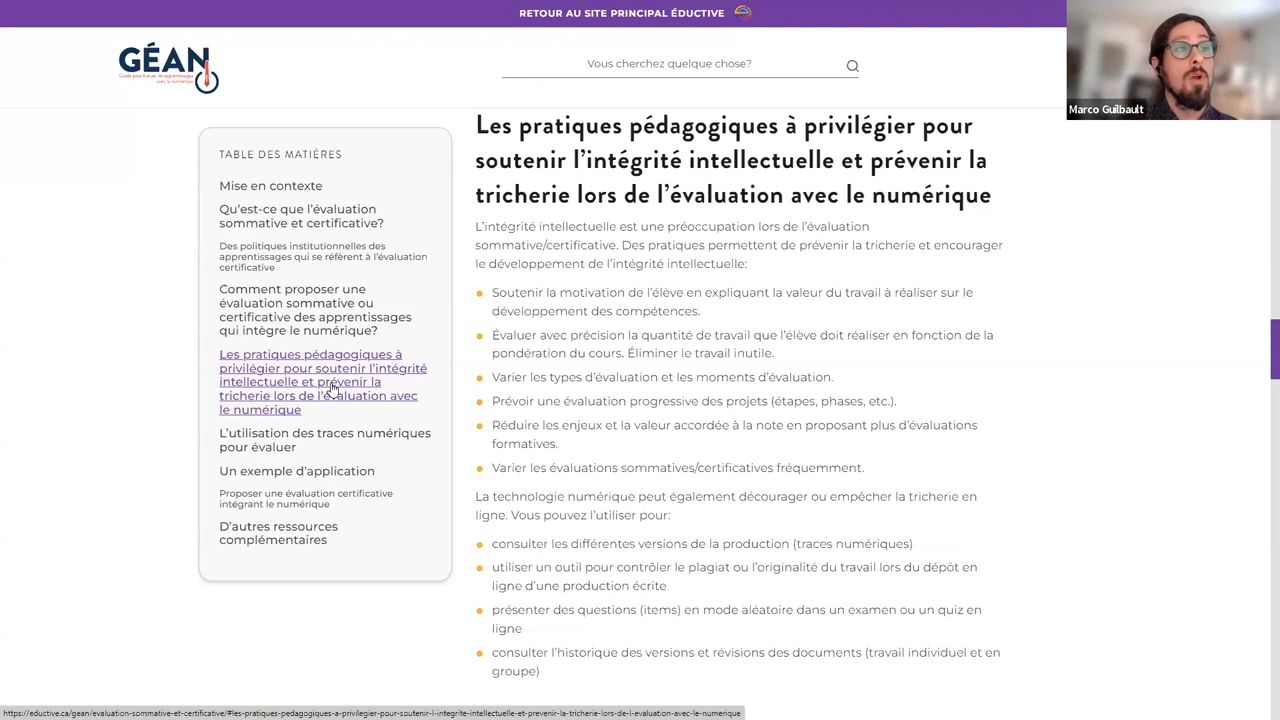 RETOUR AU SITE PRINCIPAL ÉDUCTIVE
GÉAN
Vous cherchez quelque chose?
Marco Guilbault
TABLE DES MATIÈRES
Mise en contexte
Qu'est-ce que l'évaluation
sommative et certificative?
Des politiques institutionnelles des
apprentissages qui se réfèrent à l'évaluation
certificative
Comment proposer une
évaluation sommative ou
certificative des apprentissages
qui intègre le numérique?
Les pratiques pédagogiques à
privilégier pour soutenir l'intégrité
intellectuelle et prévenir la
tricherie lors de l'évaluation avec
le numérique
L'utilisation des traces numériques
pour évaluer
Un exemple d'application
Proposer une évaluation certificative
intégrant le numérique
D'autres ressources
complémentaires
Les pratiques pédagogiques à privilégier pour
soutenir l'intégrité intellectuelle et prévenir la
tricherie lors de l'évaluation avec le numérique
L'intégrité intellectuelle est une préoccupation lors de l'évaluation
sommative/certificative. Des pratiques permettent de prévenir la tricherie et encourager
le développement de l'intégrité intellectuelle:
Soutenir la motivation de l'élève en expliquant la valeur du travail à réaliser sur le
développement des compétences.
Évaluer avec précision la quantité de travail que l'élève doit réaliser en fonction de la
pondération du cours. Éliminer le travail inutile.
Varier les types d'évaluation et les moments d'évaluation.
Prévoir une évaluation progressive des projets (étapes, phases, etc.).
Réduire les enjeux et la valeur accordée à la note en proposant plus d'évaluations
formatives.
Varier les évaluations sommatives/certificatives fréquemment.
La technologie numérique peut également décourager ou empêcher la tricherie en
ligne. Vous pouvez l'utiliser pour:
consulter les différentes versions de la production (traces numériques)
utiliser un outil pour contrôler le plagiat ou l'originalité du travail lors du dépôt en
ligne d'une production écrite
présenter des questions (items) en mode aléatoire dans un examen ou un quiz en
ligne
consulter l'historique des versions et révisions des documents (travail individuel et en
groupe)
https://eductive.ca/gean/evaluation-sommative-et-certificative/#les-pratiques-pedagogiques-a-privilegier-pour-soutenir-l-integrite-intellectuelle-et-prevenir-la-tricherie-lors-de-l-evaluation-avec-le-numerique